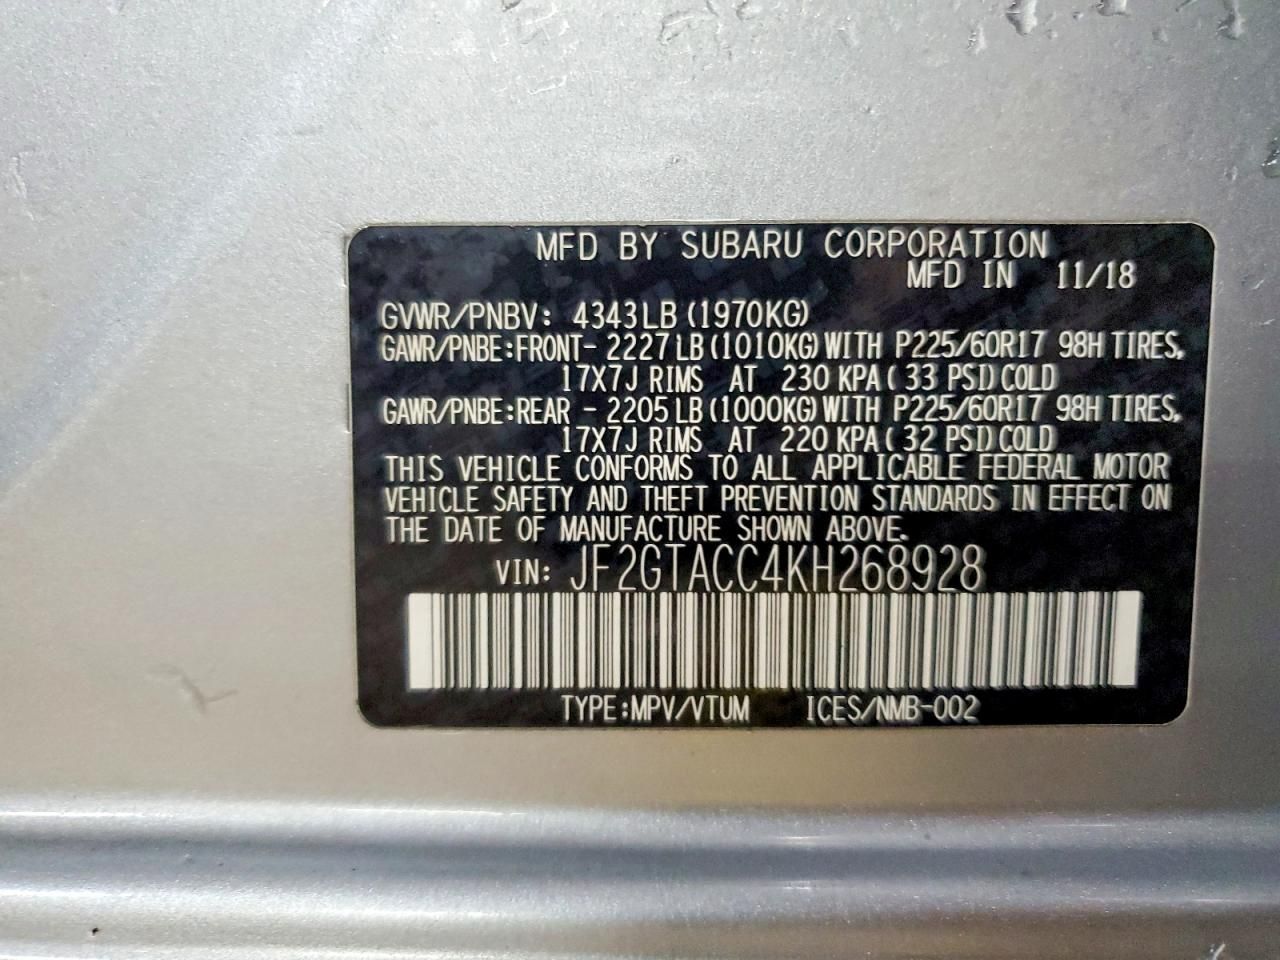 MFD BY SUBARU CORPORATION
MFD IN 11/18
GVWR/PNBV: 4343LB(1970KG)
GAWR/PNBE:FRONT- 2227LB(1010KG)WITH P225/60R17 98H TIRES,
17X7J RIMS AT 230 KPA(33 PSI)COLD
GAWR/PNBE:REAR - 2205LB(1000KG)WITH P225/60R17 98H TIRES,
17X7J RIMS AT 220 KPA(32 PSI)COLD
THIS VEHICLE CONFORMS TO ALL APPLICABLE FEDERAL MOTOR
VEHICLE SAFETY AND THEFT PREVENTION STANDARDS IN EFFECT ON
THE DATE OF MANUFACTURE SHOWN ABOVE.
VIN: JF2GTACC4KH268928
TYPE:MPV/VTUM ICES/NMB-002